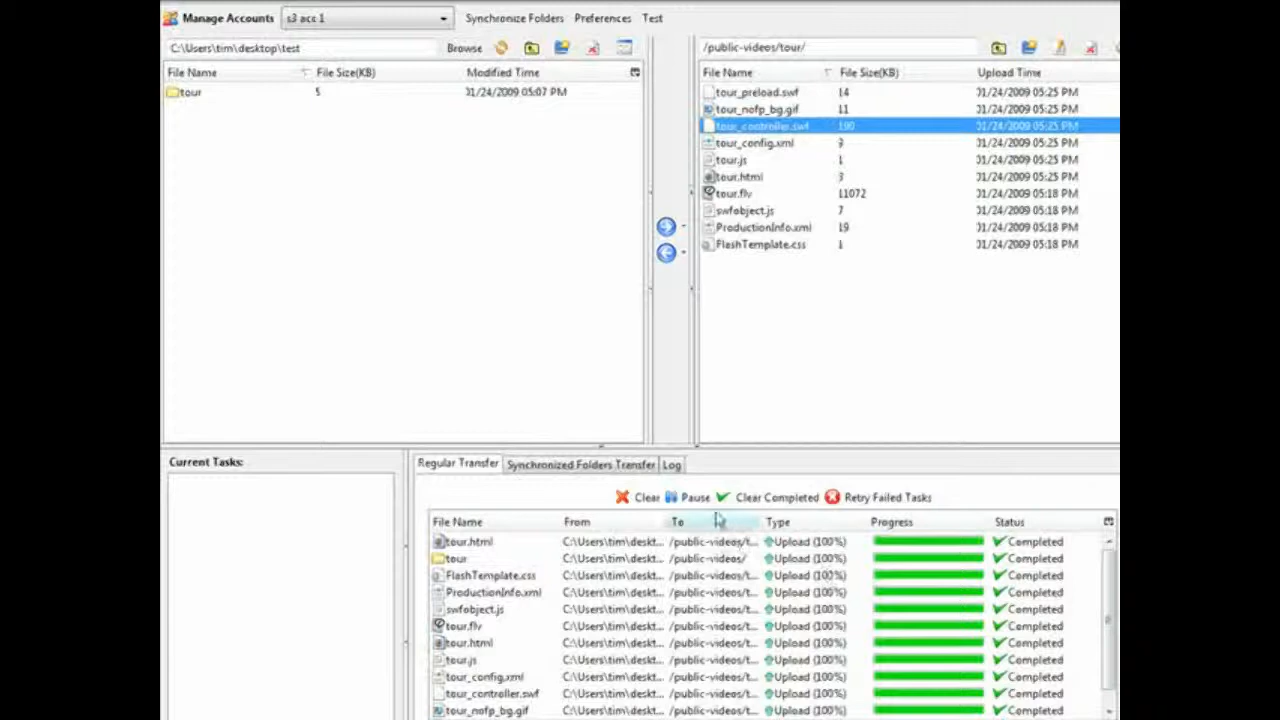 Manage Accounts s3 acc 1 Synchronize Folders Preferences Test
C:\Users\tim\desktop\test Browse /public-videos/tour/
File Name File Size(KB) Modified Time File Name File Size(KB) Upload Time
tour 5 01/24/2009 05:07 PM tour_preload.swf 14 01/24/2009 05:25 PM
tour_nofp_bg.gif 11 01/24/2009 05:25 PM
tour_controller.swf 190 01/24/2009 05:25 PM
tour_config.xml 3 01/24/2009 05:25 PM
tour.js 1 01/24/2009 05:25 PM
tour.html 3 01/24/2009 05:25 PM
tour.flv 11072 01/24/2009 05:18 PM
swfobject.js 7 01/24/2009 05:18 PM
ProductionInfo.xml 19 01/24/2009 05:18 PM
FlashTemplate.css 1 01/24/2009 05:18 PM
Current Tasks: Regular Transfer Synchronized Folders Transfer Log
Clear Pause Clear Completed Retry Failed Tasks
File Name From To Type Progress Status
tour.html C:\Users\tim\deskt... /public-videos/t... Upload (100%) Completed
tour C:\Users\tim\deskt... /public-videos/ Upload (100%) Completed
FlashTemplate.css C:\Users\tim\deskt... /public-videos/t... Upload (100%) Completed
ProductionInfo.xml C:\Users\tim\deskt... /public-videos/t... Upload (100%) Completed
swfobject.js C:\Users\tim\deskt... /public-videos/t... Upload (100%) Completed
tour.flv C:\Users\tim\deskt... /public-videos/t... Upload (100%) Completed
tour.html C:\Users\tim\deskt... /public-videos/t... Upload (100%) Completed
tour.js C:\Users\tim\deskt... /public-videos/t... Upload (100%) Completed
tour_config.xml C:\Users\tim\deskt... /public-videos/t... Upload (100%) Completed
tour_controller.swf C:\Users\tim\deskt... /public-videos/t... Upload (100%) Completed
tour_nofp_bg.gif C:\Users\tim\deskt... /public-videos/t... Upload (100%) Completed